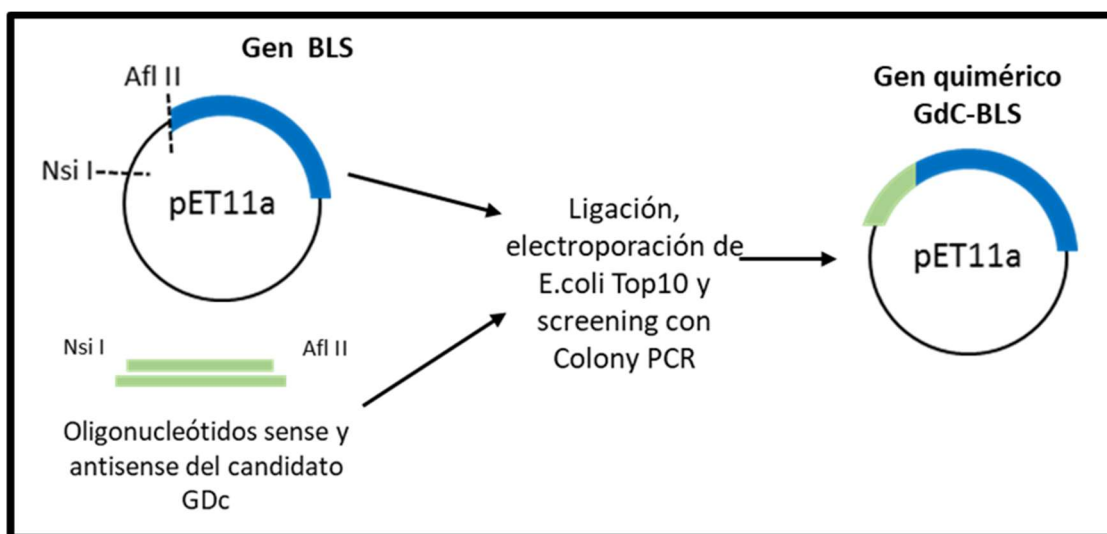 Gen BLS
Afl II
Nsi I
pET11a
Nsi I
Afl II
Oligonucleótidos sense y
antisense del candidato
GDc
Ligación,
electroporación de
E.coli Top10 y
screening con
Colony PCR
Gen quimérico
GdC-BLS
pET11a